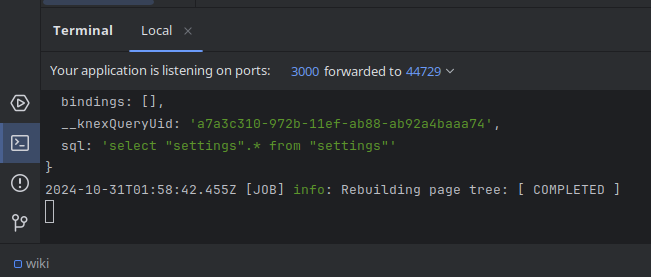 Terminal Local ×
Your application is listening on ports: 3000 forwarded to 44729
bindings: [],
__knexQueryUid: 'a7a3c310-972b-11ef-ab88-ab92a4baaa74',
sql: 'select "settings".* from "settings"'
}
2024-10-31T01:58:42.455Z [JOB] info: Rebuilding page tree: [ COMPLETED ]
wiki